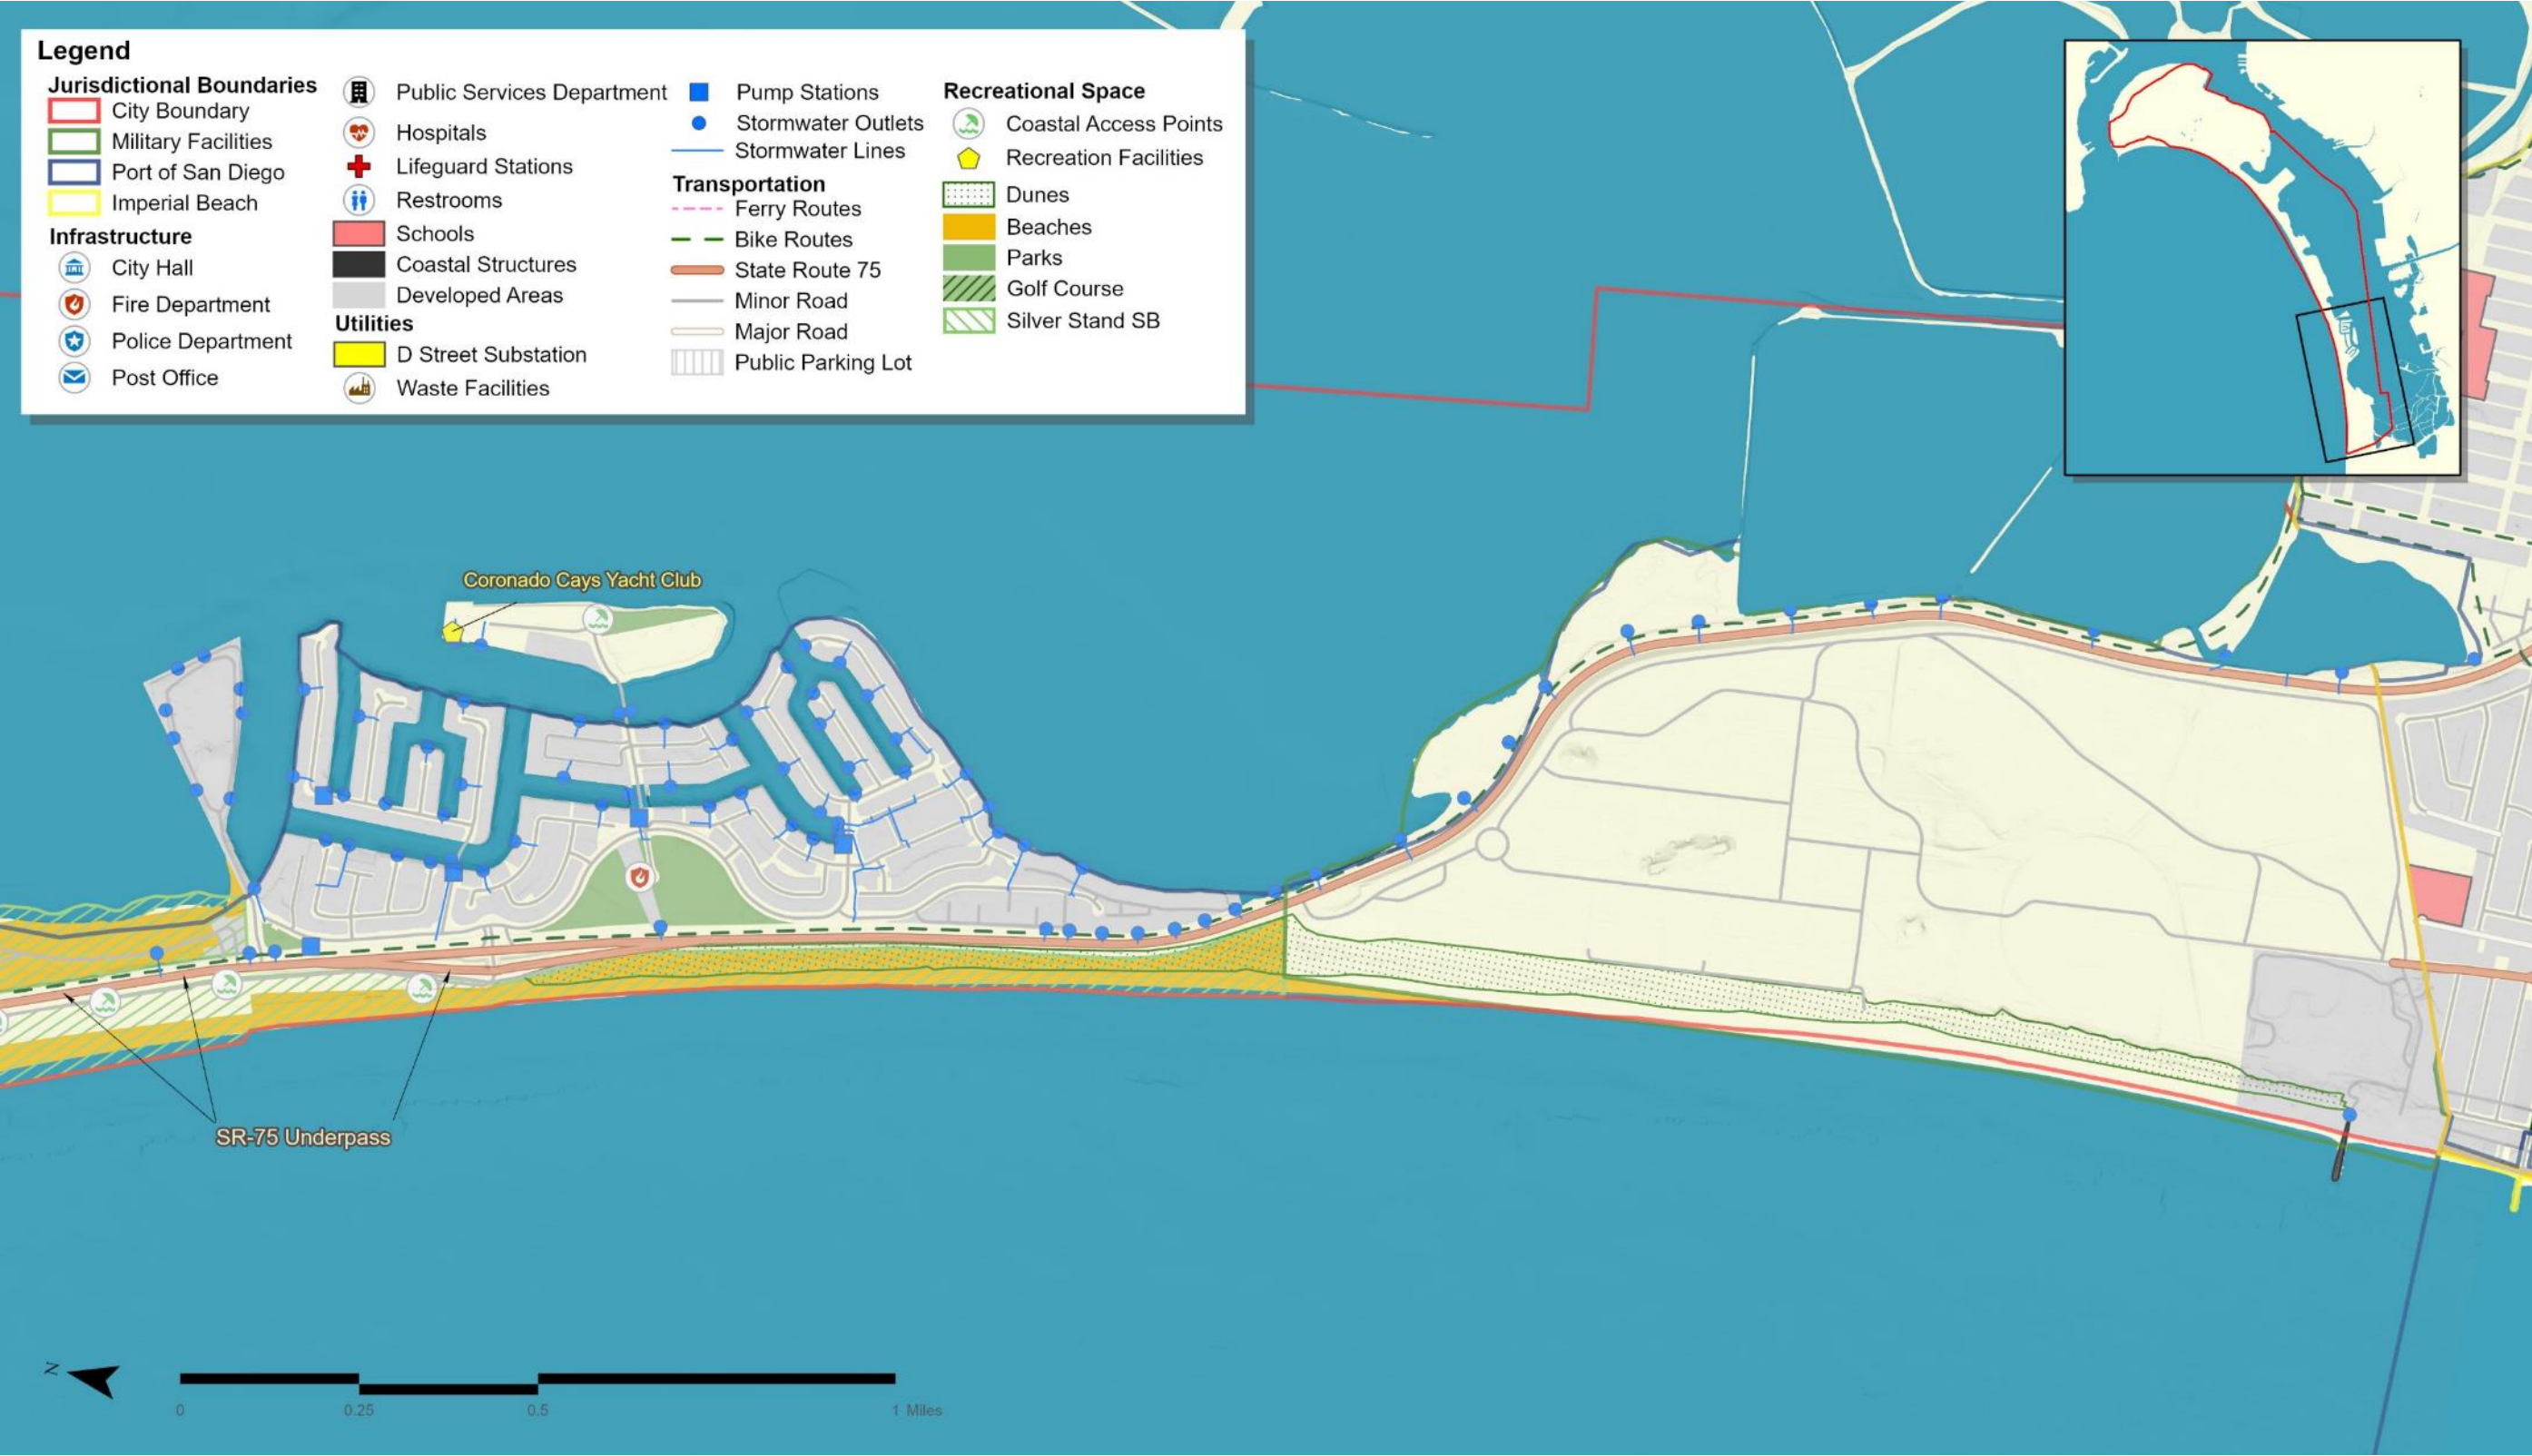 Legend
Jurisdictional Boundaries
City Boundary
Military Facilities
Port of San Diego
Imperial Beach
Infrastructure
City Hall
Fire Department
Police Department
Post Office
Public Services Department
Hospitals
Lifeguard Stations
Restrooms
Schools
Coastal Structures
Developed Areas
Utilities
D Street Substation
Waste Facilities
Pump Stations
Stormwater Outlets
Stormwater Lines
Transportation
Ferry Routes
Bike Routes
State Route 75
Minor Road
Major Road
Public Parking Lot
Recreational Space
Coastal Access Points
Recreation Facilities
Dunes
Beaches
Parks
Golf Course
Silver Stand SB
Coronado Cays Yacht Club
SR-75 Underpass
N
0 0.25 0.5 1 Miles